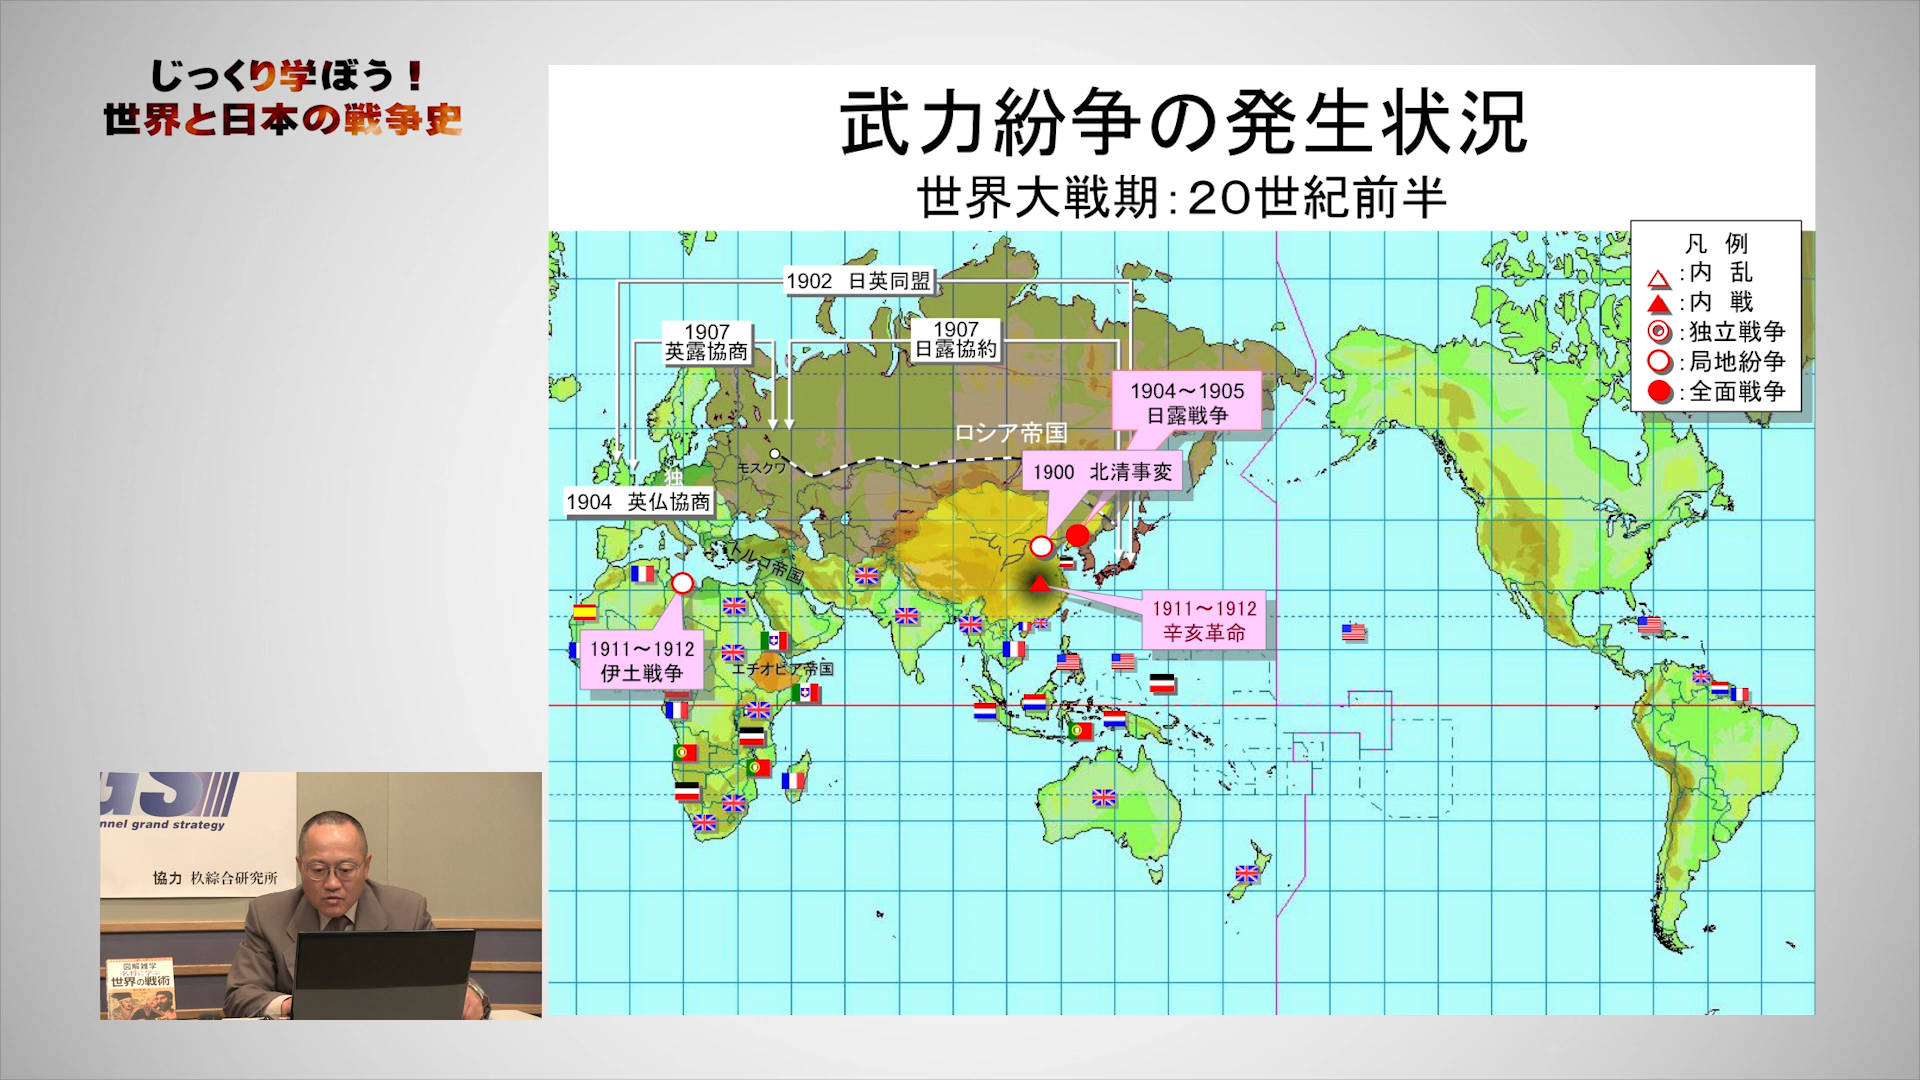 じっくり学ぼう！
世界と日本の戦争史
武力紛争の発生状況
世界大戦期：20世紀前半
凡 例
：内 乱
：内 戦
：独立戦争
：局地紛争
：全面戦争
1902 日英同盟
1907
英露協商
1907
日露協約
1904～1905
日露戦争
ロシア帝国
モスクワ
1900 北清事変
独
1904 英仏協商
トルコ帝国
1911～1912
辛亥革命
1911～1912
伊土戦争
エチオピア帝国
GS
nnel grand strategy
協力 杦綜合研究所
図解雑学
名将に学ぶ
世界の戦術